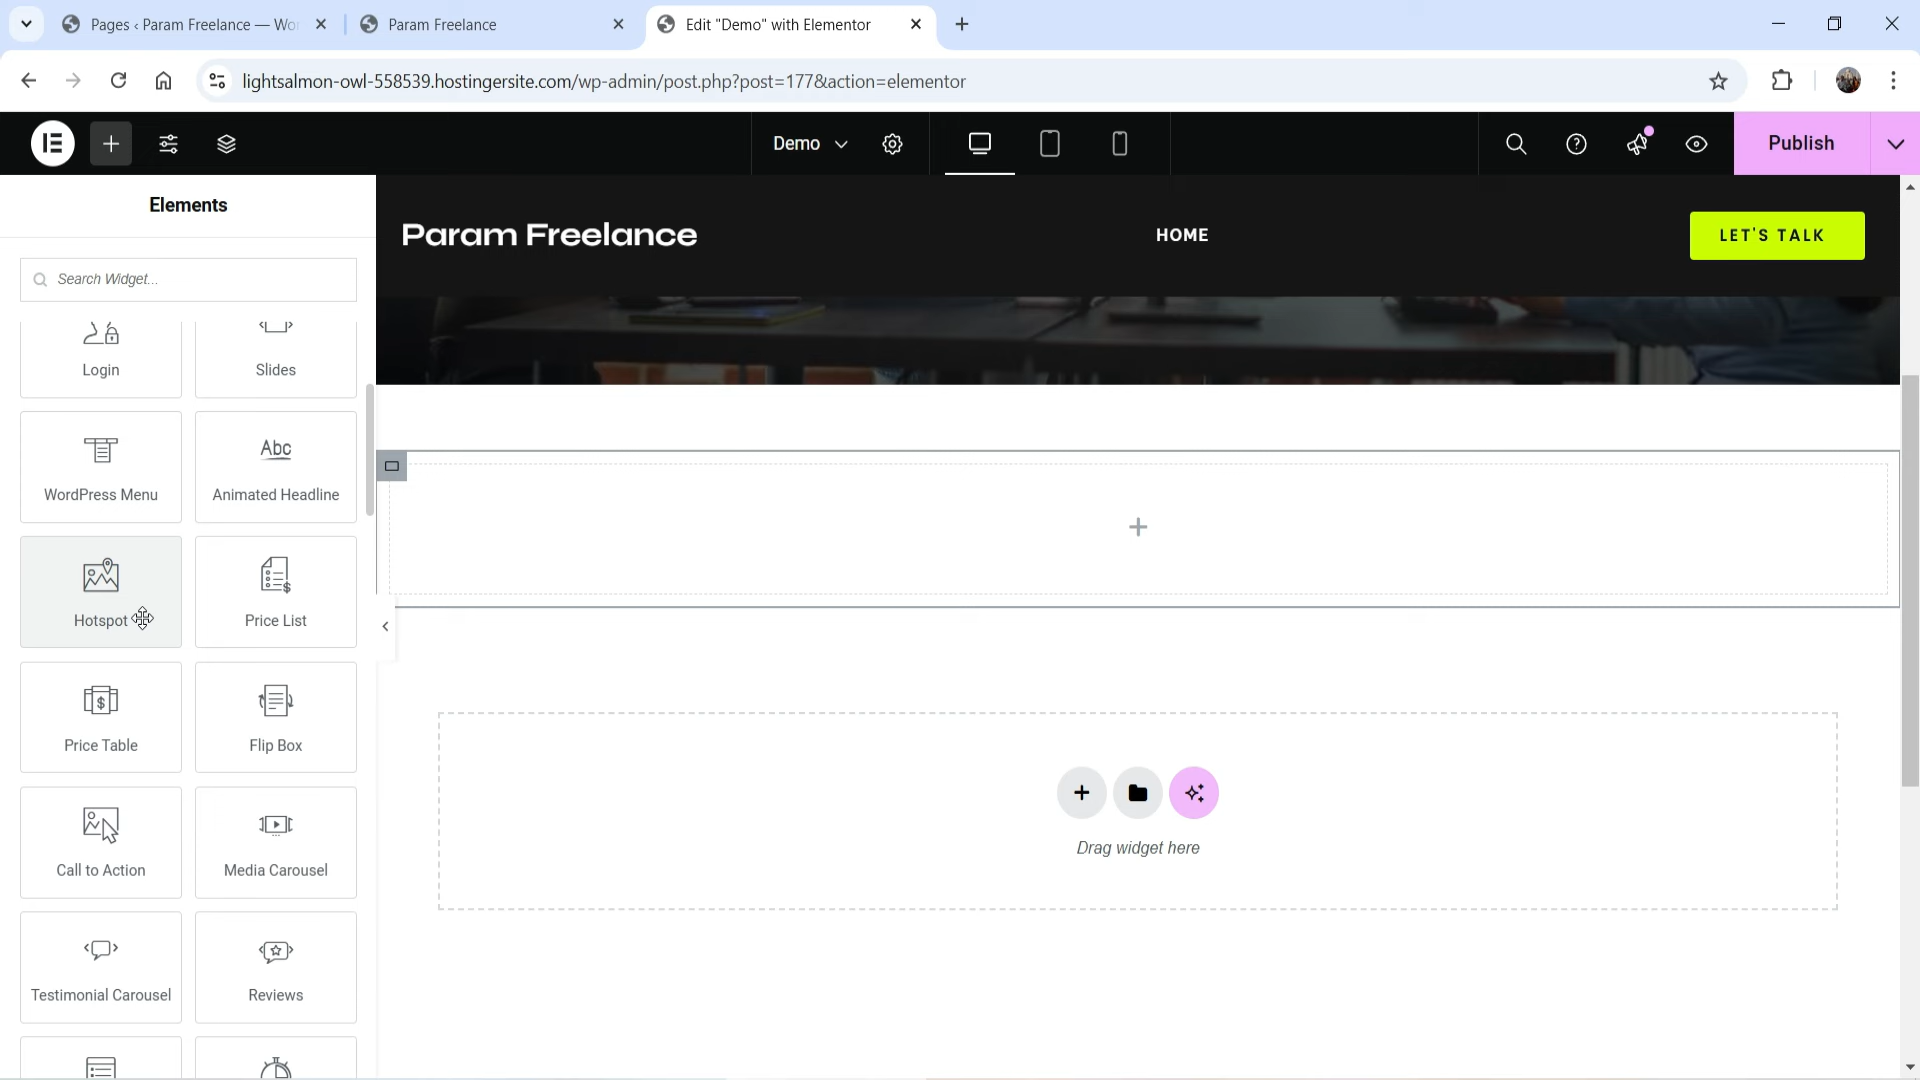 Pages ‹ Param Freelance — Wo
Param Freelance
Edit "Demo" with Elementor
lightsalmon-owl-558539.hostingersite.com/wp-admin/post.php?post=177&action=elementor
Demo
Publish
Elements
Search Widget...
Login
Slides
WordPress Menu
Abc
Animated Headline
Hotspot
Price List
Price Table
Flip Box
Call to Action
Media Carousel
Testimonial Carousel
Reviews
Param Freelance
HOME
LET'S TALK
Drag widget here